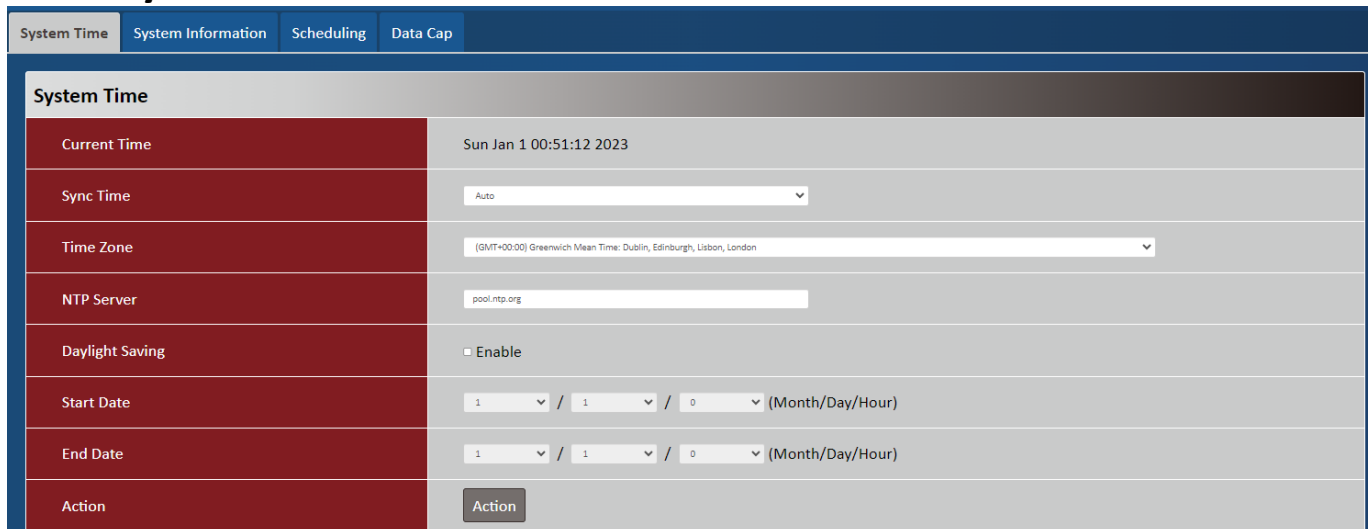 System Time System Information Scheduling Data Cap
System Time
Current Time Sun Jan 1 00:51:12 2023
Sync Time Auto
Time Zone (GMT+00:00) Greenwich Mean Time: Dublin, Edinburgh, Lisbon, London
NTP Server pool.ntp.org
Daylight Saving Enable
Start Date 1 / 1 / 0 (Month/Day/Hour)
End Date 1 / 1 / 0 (Month/Day/Hour)
Action Action